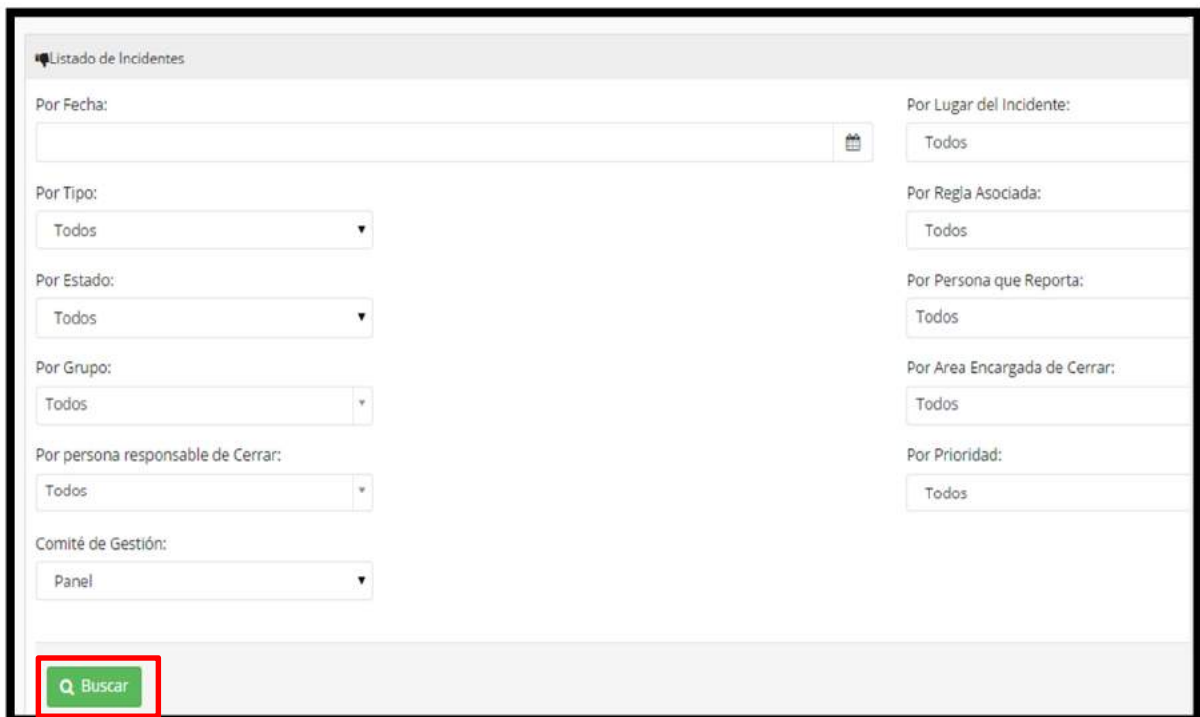 Listado de Incidentes
Por Fecha:
Por Lugar del Incidente:
Todos
Por Tipo:
Por Regla Asociada:
Todos
Todos
Por Estado:
Por Persona que Reporta:
Todos
Todos
Por Grupo:
Por Area Encargada de Cerrar:
Todos
Todos
Por persona responsable de Cerrar:
Por Prioridad:
Todos
Todos
Comité de Gestión:
Panel
Buscar